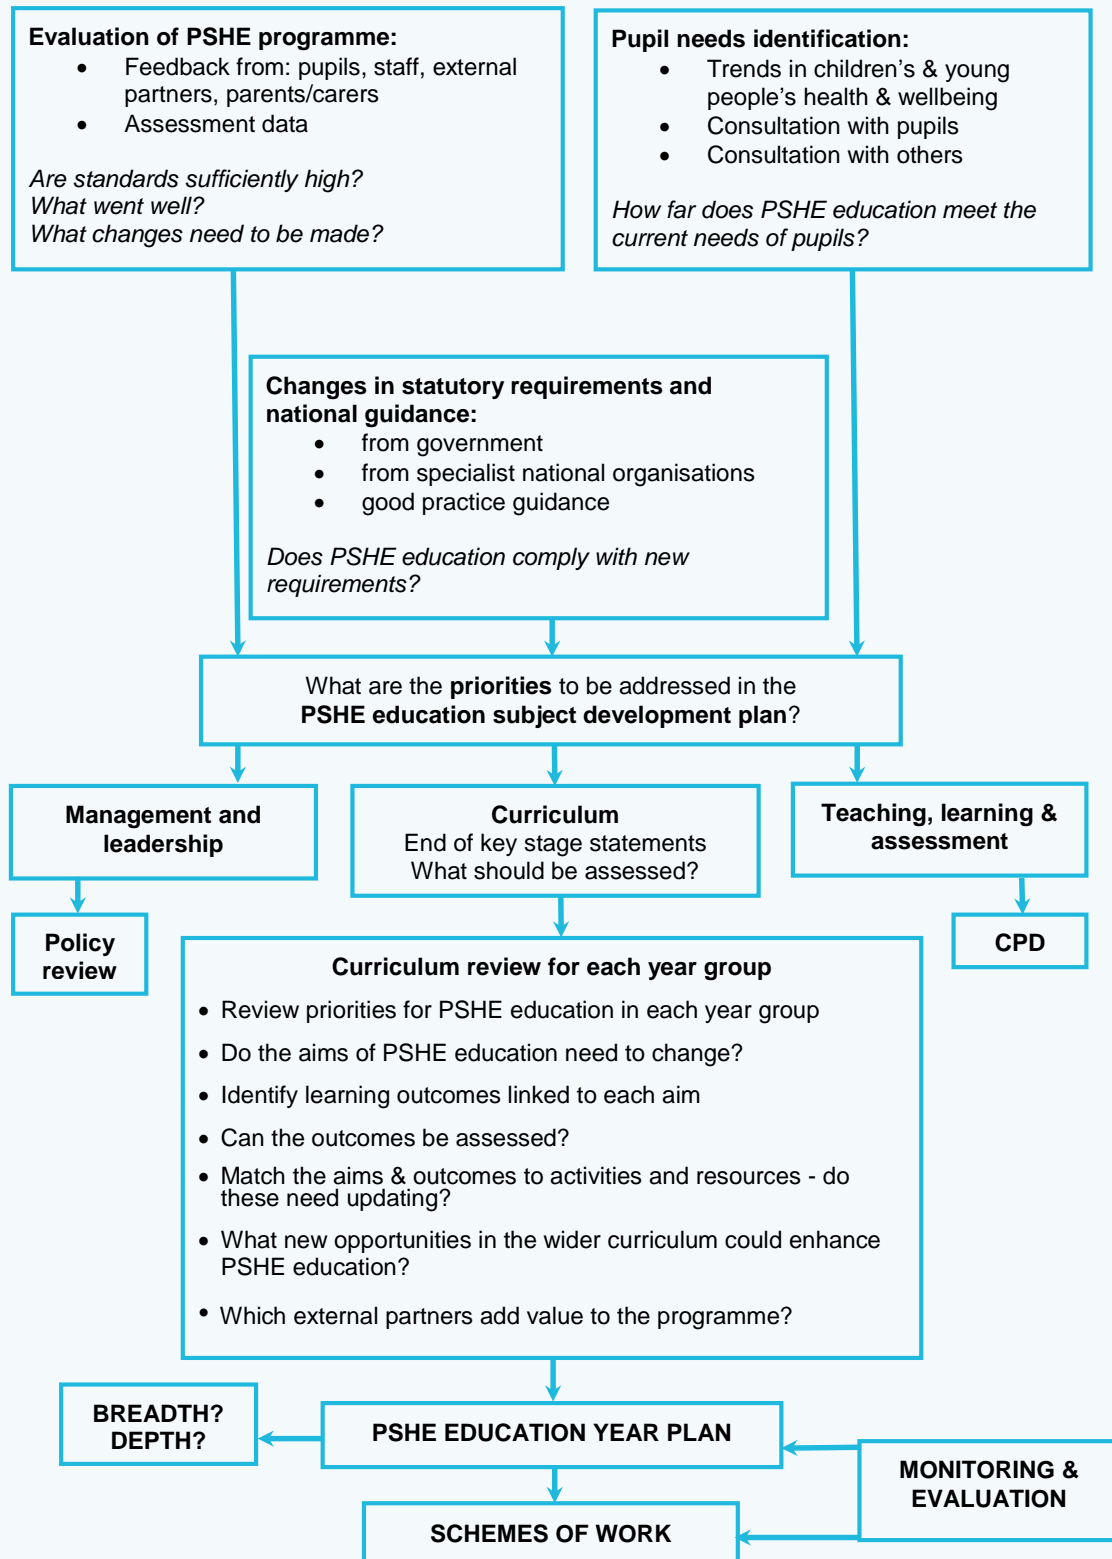 Evaluation of PSHE programme:
• Feedback from: pupils, staff, external
partners, parents/carers
• Assessment data
Are standards sufficiently high?
What went well?
What changes need to be made?
Pupil needs identification:
• Trends in children's & young
people's health & wellbeing
• Consultation with pupils
• Consultation with others
How far does PSHE education meet the
current needs of pupils?
Changes in statutory requirements and
national guidance:
• from government
• from specialist national organisations
• good practice guidance
Does PSHE education comply with new
requirements?
What are the priorities to be addressed in the
PSHE education subject development plan?
Management and
leadership
Curriculum
End of key stage statements
What should be assessed?
Teaching, learning &
assessment
Policy
review
CPD
Curriculum review for each year group
• Review priorities for PSHE education in each year group
• Do the aims of PSHE education need to change?
• Identify learning outcomes linked to each aim
• Can the outcomes be assessed?
• Match the aims & outcomes to activities and resources - do
these need updating?
• What new opportunities in the wider curriculum could enhance
PSHE education?
• Which external partners add value to the programme?
BREADTH?
DEPTH?
PSHE EDUCATION YEAR PLAN
MONITORING &
EVALUATION
SCHEMES OF WORK